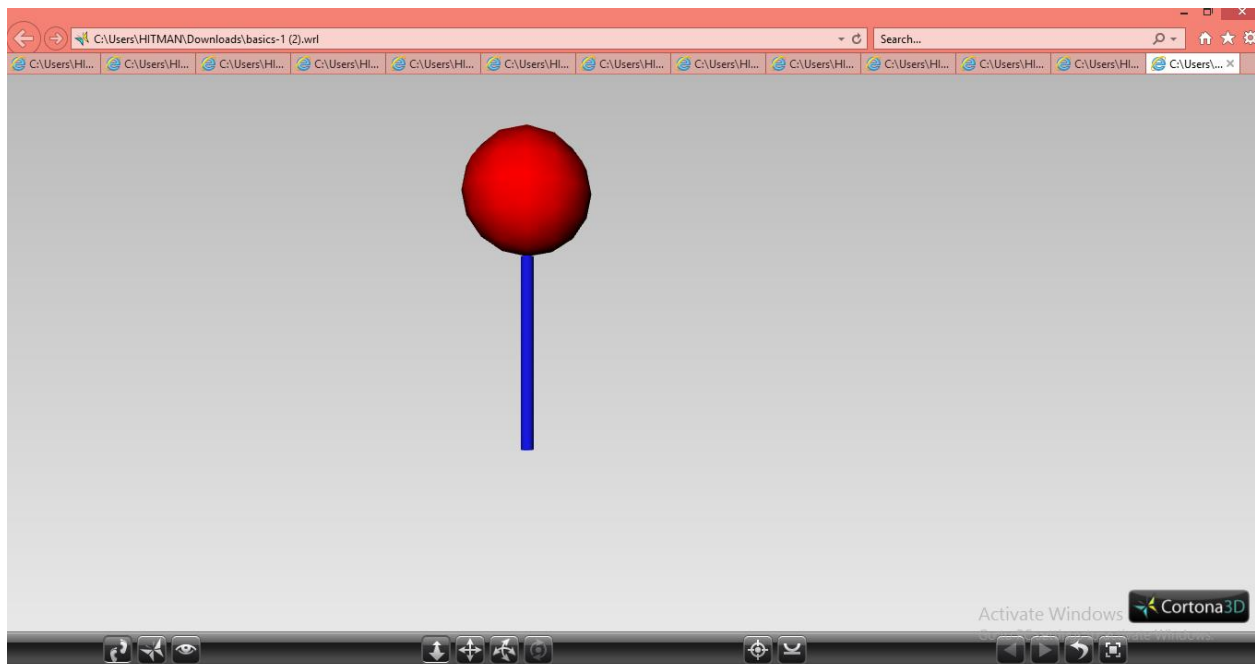 C:\Users\HITMAN\Downloads\basics-1 (2).wrl
Search...
C:\Users\HI... C:\Users\HI... C:\Users\HI... C:\Users\HI... C:\Users\HI... C:\Users\HI... C:\Users\HI... C:\Users\HI... C:\Users\HI... C:\Users\HI... C:\Users\HI... C:\Users\HI... C:\Users\...
Activate Windows
Cortona3D